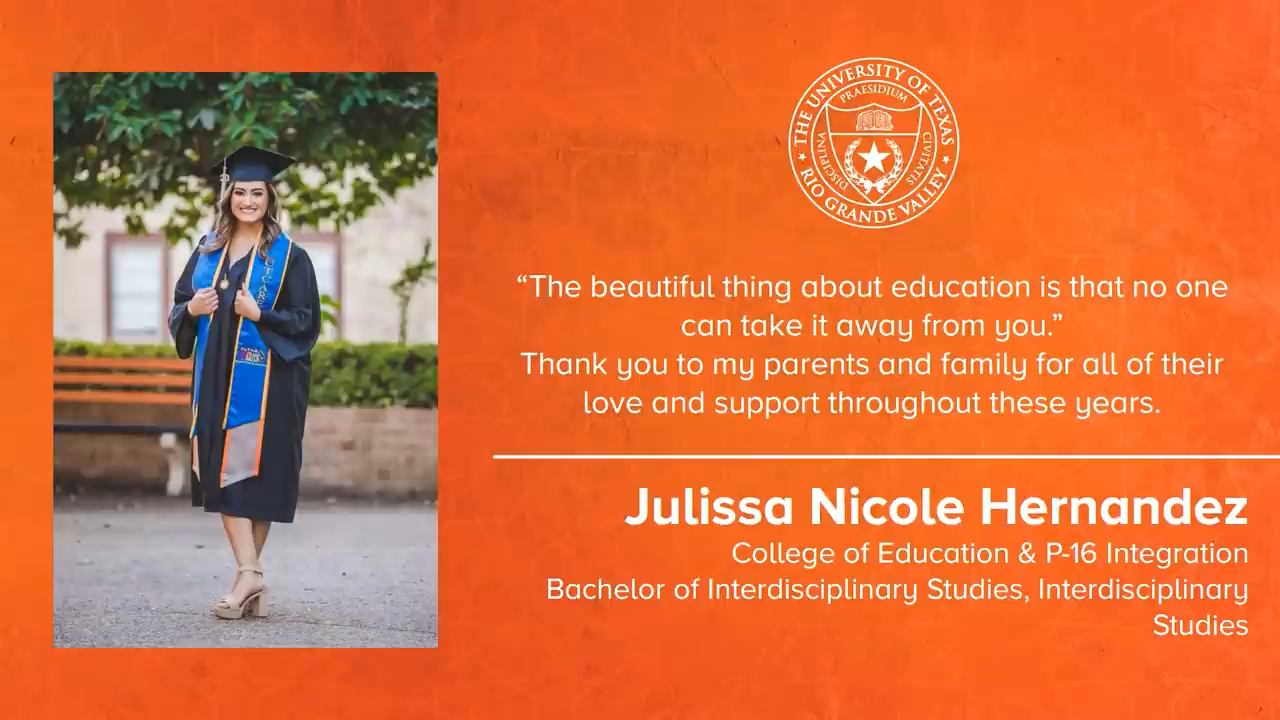 THE UNIVERSITY OF TEXAS
PRAESIDIUM
DISCIPLINA
CIVITATIS
RIO GRANDE VALLEY
“The beautiful thing about education is that no one
can take it away from you.”
Thank you to my parents and family for all of their
love and support throughout these years.
Julissa Nicole Hernandez
College of Education & P-16 Integration
Bachelor of Interdisciplinary Studies, Interdisciplinary
Studies